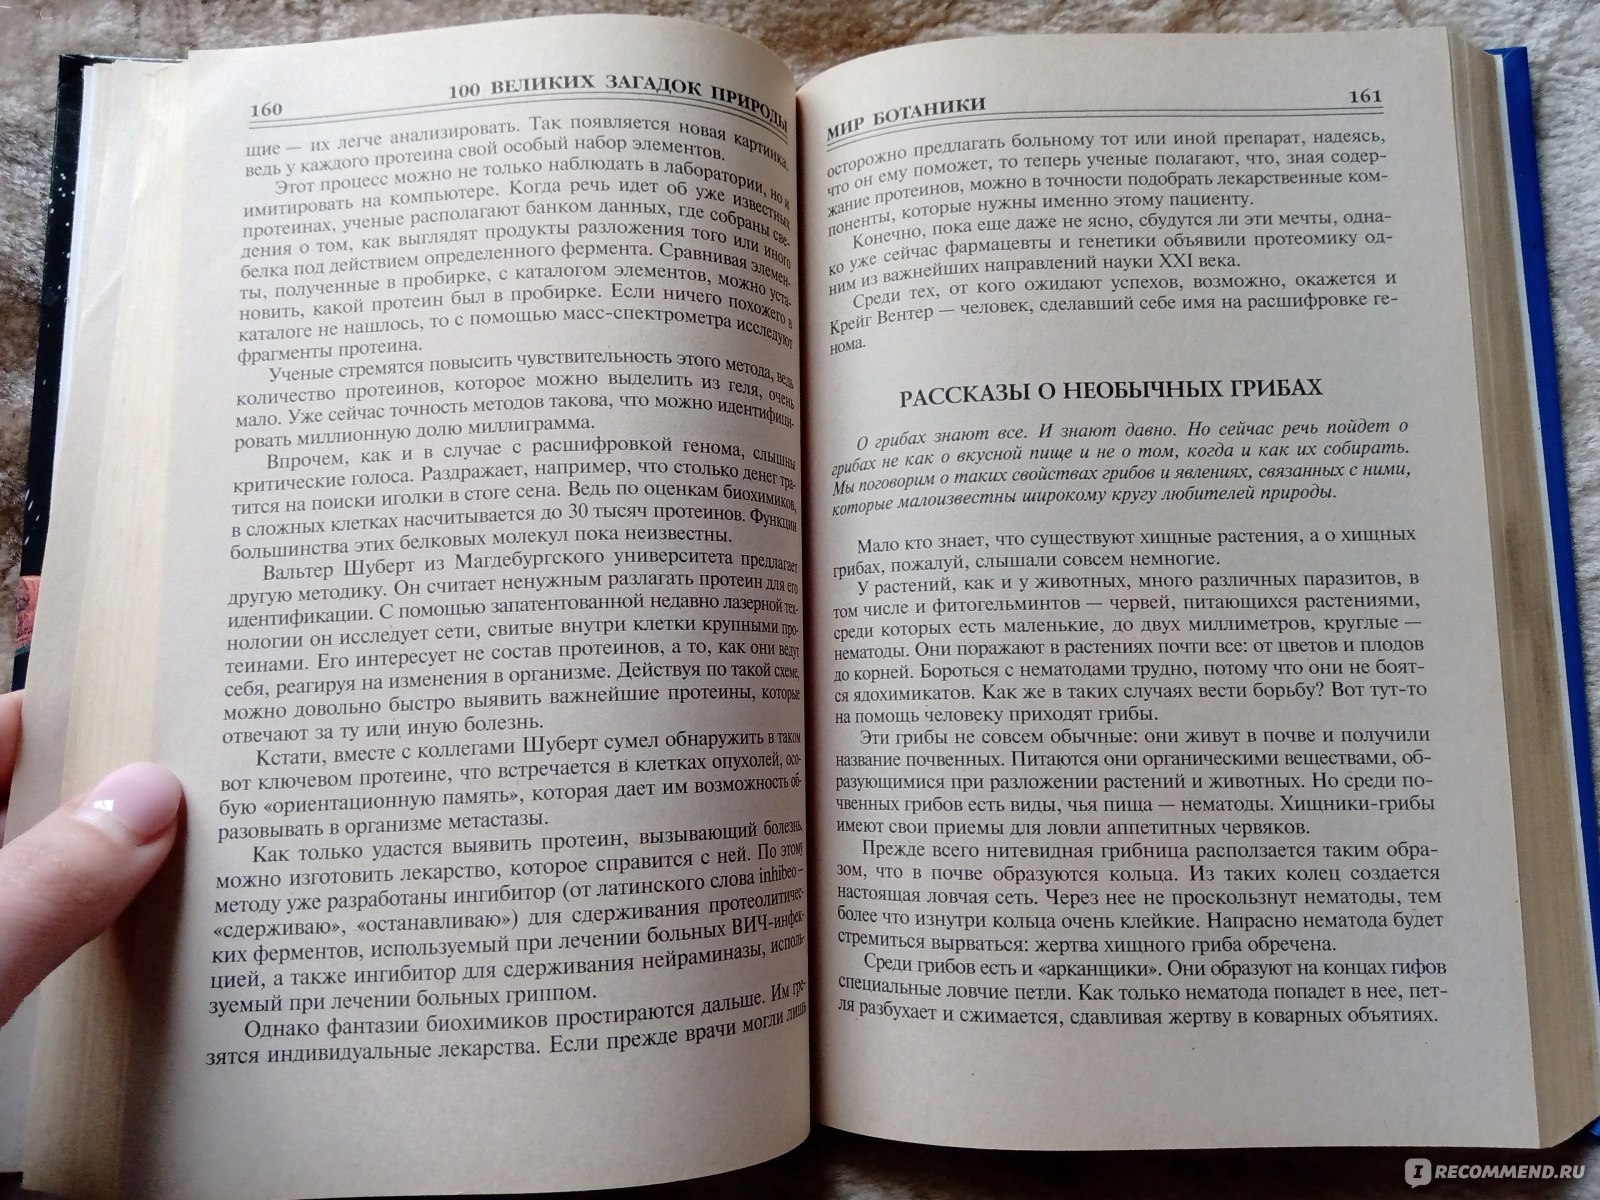 160 100 ВЕЛИКИХ ЗАГАДОК ПРИРОДЫ
щие — их легче анализировать. Так появляется новая картинка,
ведь у каждого протеина свой особый набор элементов.
Этот процесс можно не только наблюдать в лаборатории, но и
имитировать на компьютере. Когда речь идет об уже известных
протеинах, ученые располагают банком данных, где собраны све-
дения о том, как выглядят продукты разложения того или иного
белка под действием определенного фермента. Сравнивая элемен-
ты, полученные в пробирке, с каталогом элементов, можно уста-
новить, какой протеин был в пробирке. Если ничего похожего в
каталоге не нашлось, то с помощью масс-спектрометра исследуют
фрагменты протеина.
Ученые стремятся повысить чувствительность этого метода, ведь
количество протеинов, которое можно выделить из геля, очень
мало. Уже сейчас точность методов такова, что можно идентифици-
ровать миллионную долю миллиграмма.
Впрочем, как и в случае с расшифровкой генома, слышны
критические голоса. Раздражает, например, что столько денег тра-
тится на поиски иголки в стоге сена. Ведь по оценкам биохимиков,
в сложных клетках насчитывается до 30 тысяч протеинов. Функции
большинства этих белковых молекул пока неизвестны.
Вальтер Шуберт из Магдебургского университета предлагает
другую методику. Он считает ненужным разлагать протеин для его
идентификации. С помощью запатентованной недавно лазерной тех-
нологии он исследует сети, свитые внутри клетки крупными про-
теинами. Его интересует не состав протеинов, а то, как они ведут
себя, реагируя на изменения в организме. Действуя по такой схеме,
можно довольно быстро выявить важнейшие протеины, которые
отвечают за ту или иную болезнь.
Кстати, вместе с коллегами Шуберт сумел обнаружить в таком
вот ключевом протеине, что встречается в клетках опухолей, осо-
бую «ориентационную память», которая дает им возможность об-
разовывать в организме метастазы.
Как только удастся выявить протеин, вызывающий болезнь,
можно изготовить лекарство, которое справится с ней. По этому
методу уже разработаны ингибитор (от латинского слова inhibeo –
«сдерживаю», «останавливаю») для сдерживания протеолитичес-
ких ферментов, используемый при лечении больных ВИЧ-инфек-
цией, а также ингибитор для сдерживания нейраминазы, исполь-
зуемый при лечении больных гриппом.
Однако фантазии биохимиков простираются дальше. Им гре-
зятся индивидуальные лекарства. Если прежде врачи могли лишь
МИР БОТАНИКИ 161
осторожно предлагать больному тот или иной препарат, надеясь,
что он ему поможет, то теперь ученые полагают, что, зная содер-
жание протеинов, можно в точности подобрать лекарственные ком-
поненты, которые нужны именно этому пациенту.
Конечно, пока еще даже не ясно, сбудутся ли эти мечты, одна-
ко уже сейчас фармацевты и генетики объявили протеомику од-
ним из важнейших направлений науки XXI века.
Среди тех, от кого ожидают успехов, возможно, окажется и
Крейг Вентер — человек, сделавший себе имя на расшифровке ге-
нома.
РАССКАЗЫ О НЕОБЫЧНЫХ ГРИБАХ
О грибах знают все. И знают давно. Но сейчас речь пойдет о
грибах не как о вкусной пище и не о том, когда и как их собирать.
Мы поговорим о таких свойствах грибов и явлениях, связанных с ними,
которые малоизвестны широкому кругу любителей природы.
Мало кто знает, что существуют хищные растения, а о хищных
грибах, пожалуй, слышали совсем немногие.
У растений, как и у животных, много различных паразитов, в
том числе и фитогельминтов — червей, питающихся растениями,
среди которых есть маленькие, до двух миллиметров, круглые —
нематоды. Они поражают в растениях почти все: от цветов и плодов
до корней. Бороться с нематодами трудно, потому что они не боят-
ся ядохимикатов. Как же в таких случаях вести борьбу? Вот тут-то
на помощь человеку приходят грибы.
Эти грибы не совсем обычные: они живут в почве и получили
название почвенных. Питаются они органическими веществами, об-
разующимися при разложении растений и животных. Но среди по-
чвенных грибов есть виды, чья пища — нематоды. Хищники-грибы
имеют свои приемы для ловли аппетитных червяков.
Прежде всего нитевидная грибница расползается таким обра-
зом, что в почве образуются кольца. Из таких колец создается
настоящая ловчая сеть. Через нее не проскользнут нематоды, тем
более что изнутри кольца очень клейкие. Напрасно нематода будет
стремиться вырваться: жертва хищного гриба обречена.
Среди грибов есть и «арканщики». Они образуют на концах гифов
специальные ловчие петли. Как только нематода попадет в нее, пет-
ля разбухает и сжимается, сдавливая жертву в коварных объятиях.
I RECOMMEND.RU